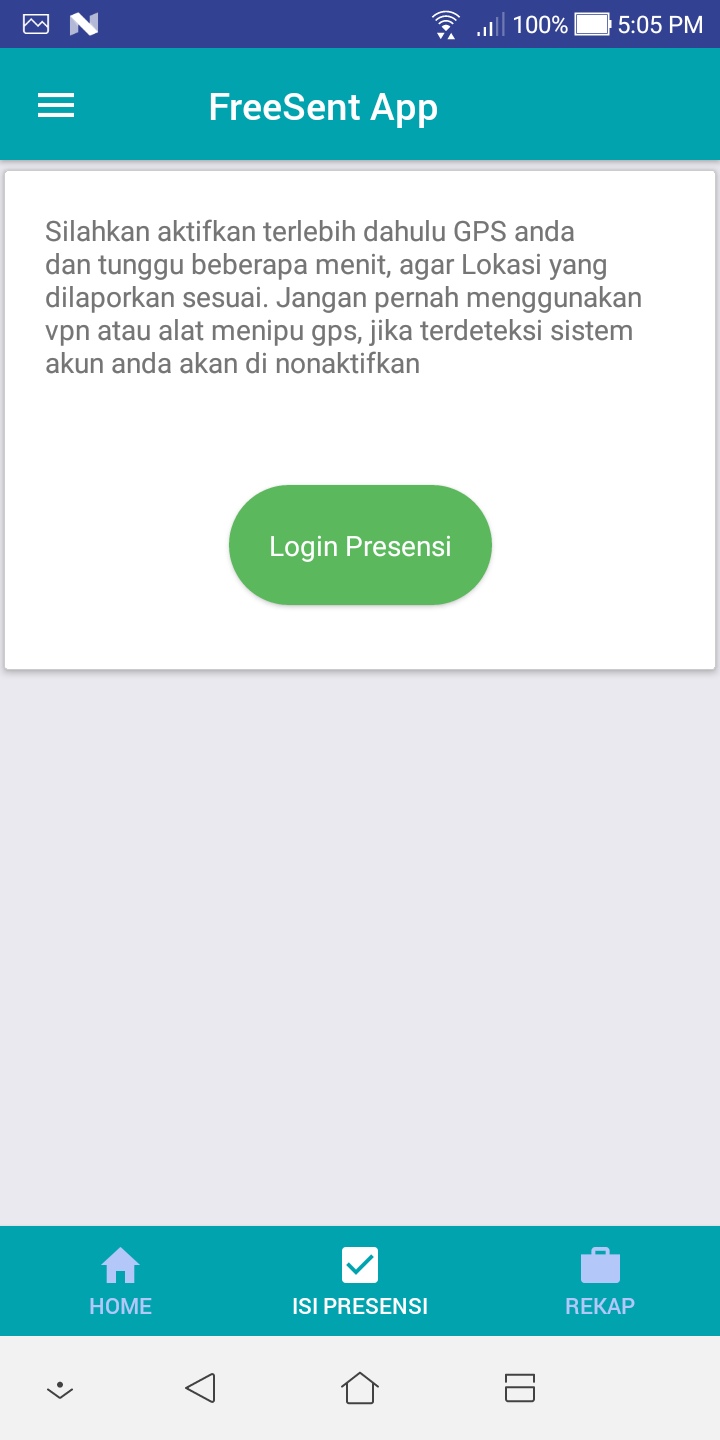 100% 5:05 PM
FreeSent App
Silahkan aktifkan terlebih dahulu GPS anda
dan tunggu beberapa menit, agar Lokasi yang
dilaporkan sesuai. Jangan pernah menggunakan
vpn atau alat menipu gps, jika terdeteksi sistem
akun anda akan di nonaktifkan
Login Presensi
HOME ISI PRESENSI REKAP